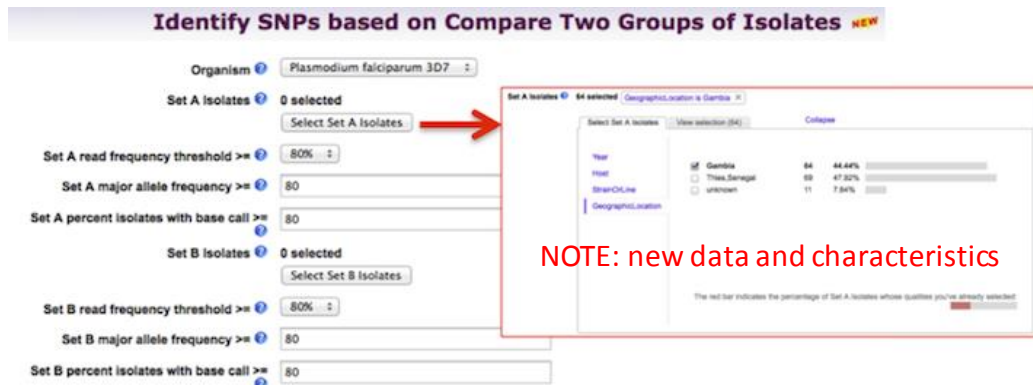 Identify SNPs based on Compare Two Groups of Isolates NEW
Organism Plasmodium falciparum 3D7
Set A Isolates 0 selected
Select Set A Isolates
Set A read frequency threshold >= 80%
Set A major allele frequency >= 80
Set A percent isolates with base call >= 80
Set B Isolates 0 selected
Select Set B Isolates
Set B read frequency threshold >= 80%
Set B major allele frequency >= 80
Set B percent isolates with base call >= 80
Set A Isolates 64 selected GeographicLocation is Gambia X
Select Set A Isolates View selection (64) Collapse
Year
Host
StrainOrLine
GeographicLocation
Gambia 64 44.44%
Thies,Senegal 69 47.92%
unknown 11 7.64%
NOTE: new data and characteristics
The red bar indicates the percentage of Set A Isolates whose qualities you've already selected: